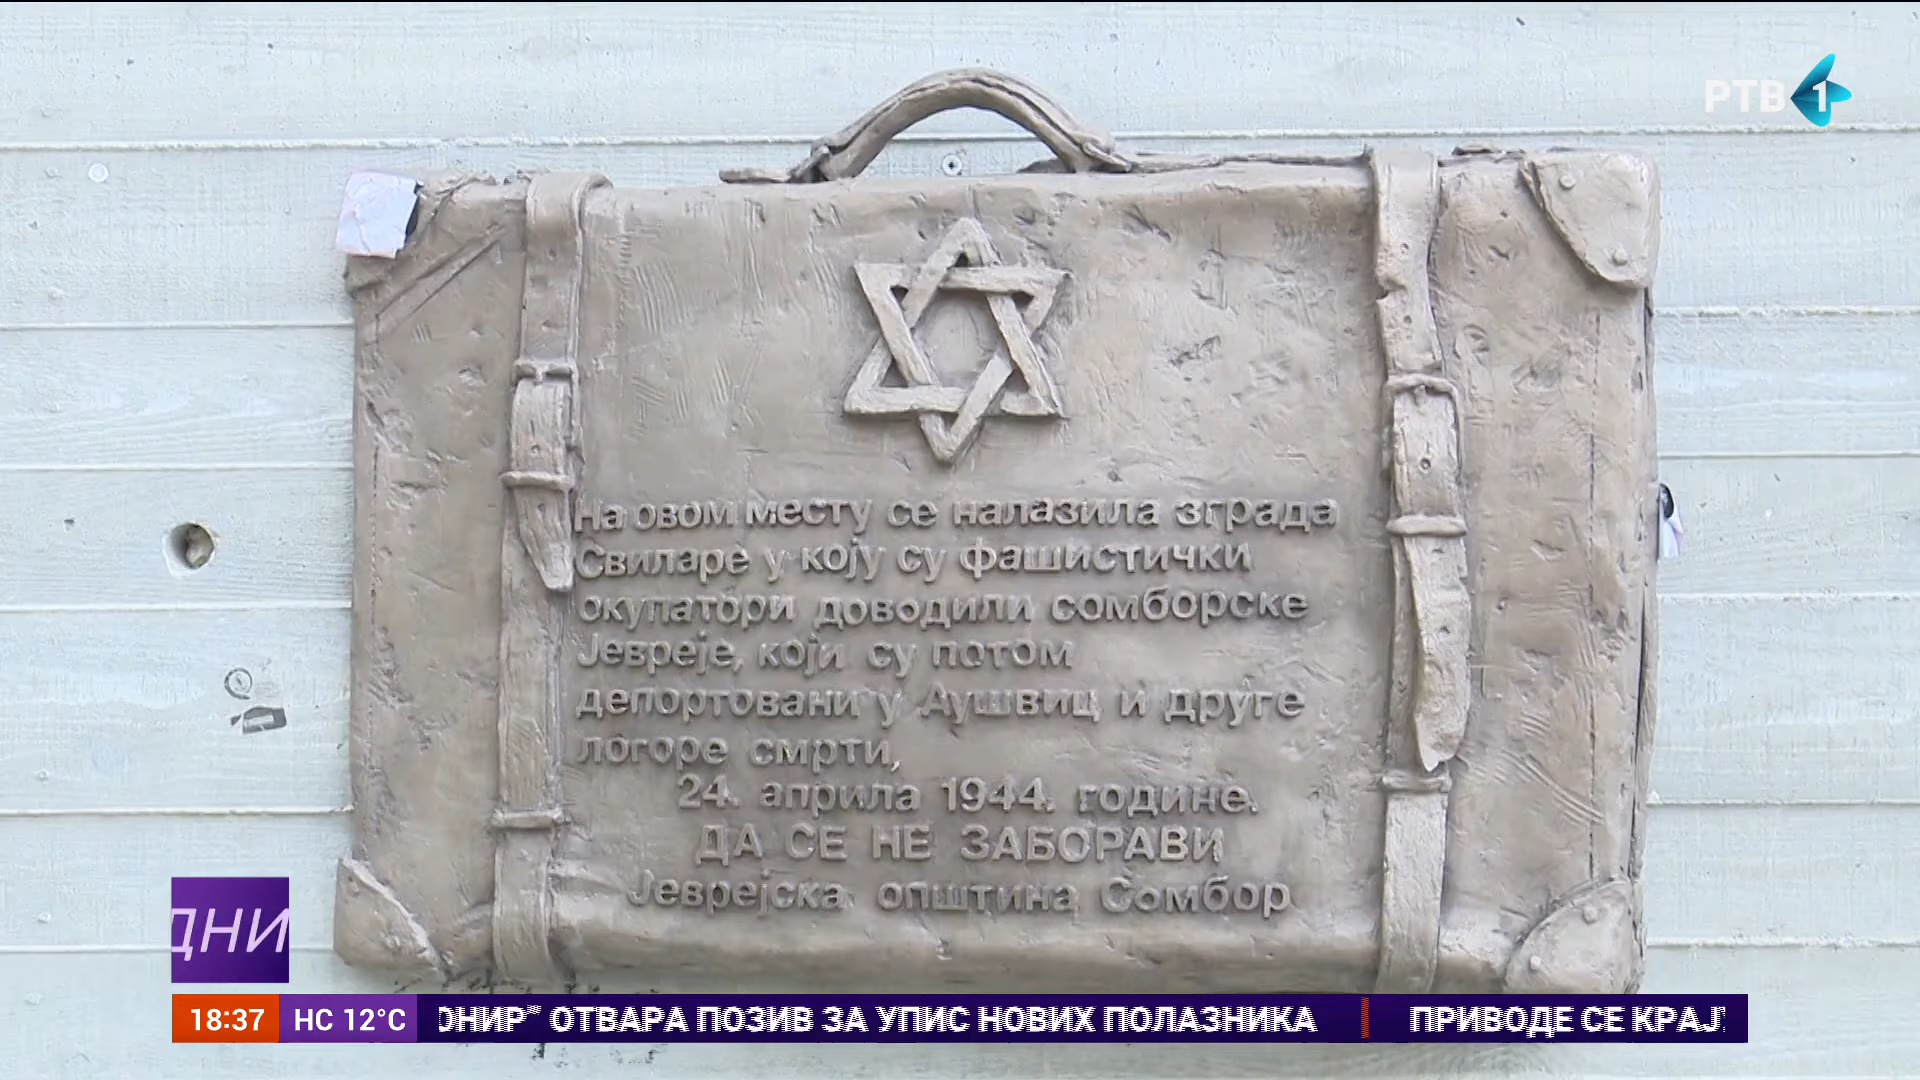 РТВ 1
На овом месту се налазила зграда
Свиларе у коју су фашистички
окупатори доводили сомборске
Јевреје, који су потом
депортовани у Аушвиц и друге
логоре смрти,
24. априла 1944. године.
ДА СЕ НЕ ЗАБОРАВИ
Јеврејска општина Сомбор
ДНИ
18:37 НС 12°C ОНИР” ОТВАРА ПОЗИВ ЗА УПИС НОВИХ ПОЛАЗНИКА | ПРИВОДЕ СЕ КРАЈ